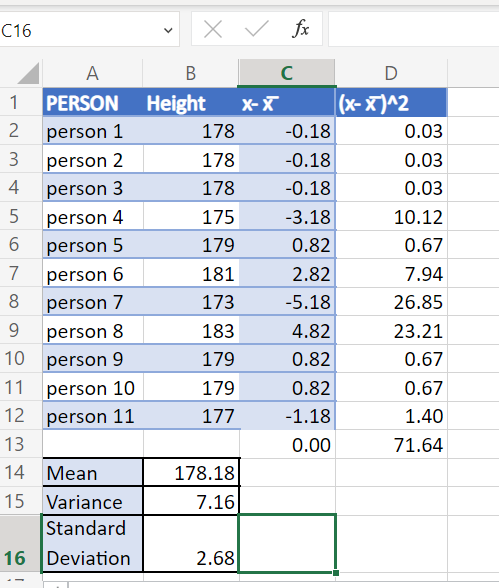 C16 fx
A B C D
1 PERSON Height x- x̅ (x- x̅)^2
2 person 1 178 -0.18 0.03
3 person 2 178 -0.18 0.03
4 person 3 178 -0.18 0.03
5 person 4 175 -3.18 10.12
6 person 5 179 0.82 0.67
7 person 6 181 2.82 7.94
8 person 7 173 -5.18 26.85
9 person 8 183 4.82 23.21
10 person 9 179 0.82 0.67
11 person 10 179 0.82 0.67
12 person 11 177 -1.18 1.40
13 0.00 71.64
14 Mean 178.18
15 Variance 7.16
Standard
16 Deviation 2.68